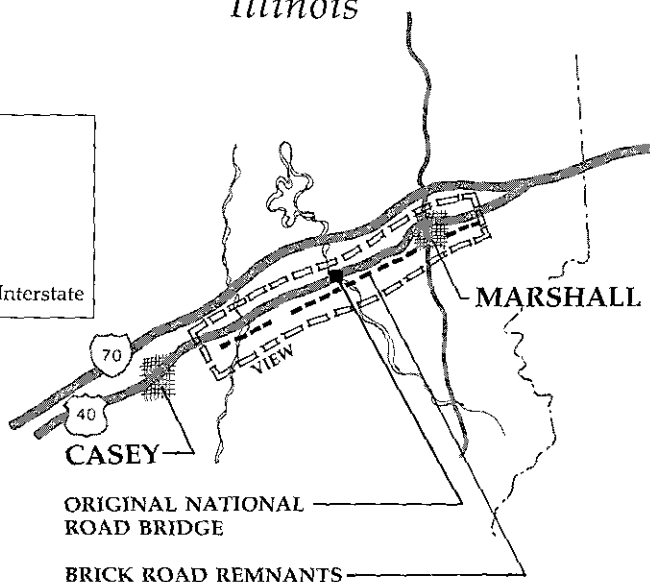 Illinois
Interstate
MARSHALL
70
VIEW
40
CASEY
ORIGINAL NATIONAL
ROAD BRIDGE
BRICK ROAD REMNANTS